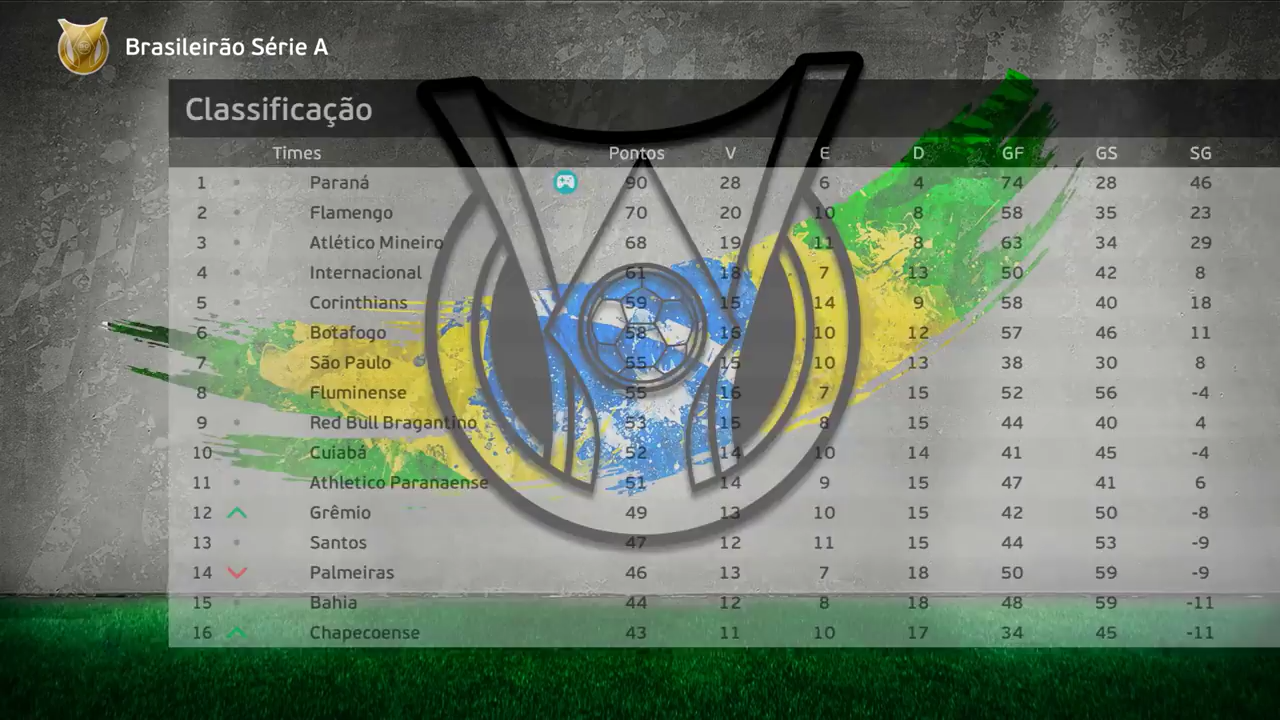 Brasileirão Série A
Classificação
Times Pontos V E D GF GS SG
1 Paraná 90 28 6 4 74 28 46
2 Flamengo 70 20 10 8 58 35 23
3 Atlético Mineiro 68 19 11 8 63 34 29
4 Internacional 61 18 7 13 50 42 8
5 Corinthians 59 15 14 9 58 40 18
6 Botafogo 58 16 10 12 57 46 11
7 São Paulo 55 15 10 13 38 30 8
8 Fluminense 55 16 7 15 52 56 -4
9 Red Bull Bragantino 53 15 8 15 44 40 4
10 Cuiabá 52 14 10 14 41 45 -4
11 Athletico Paranaense 51 14 9 15 47 41 6
12 Grêmio 49 13 10 15 42 50 -8
13 Santos 47 12 11 15 44 53 -9
14 Palmeiras 46 13 7 18 50 59 -9
15 Bahia 44 12 8 18 48 59 -11
16 Chapecoense 43 11 10 17 34 45 -11